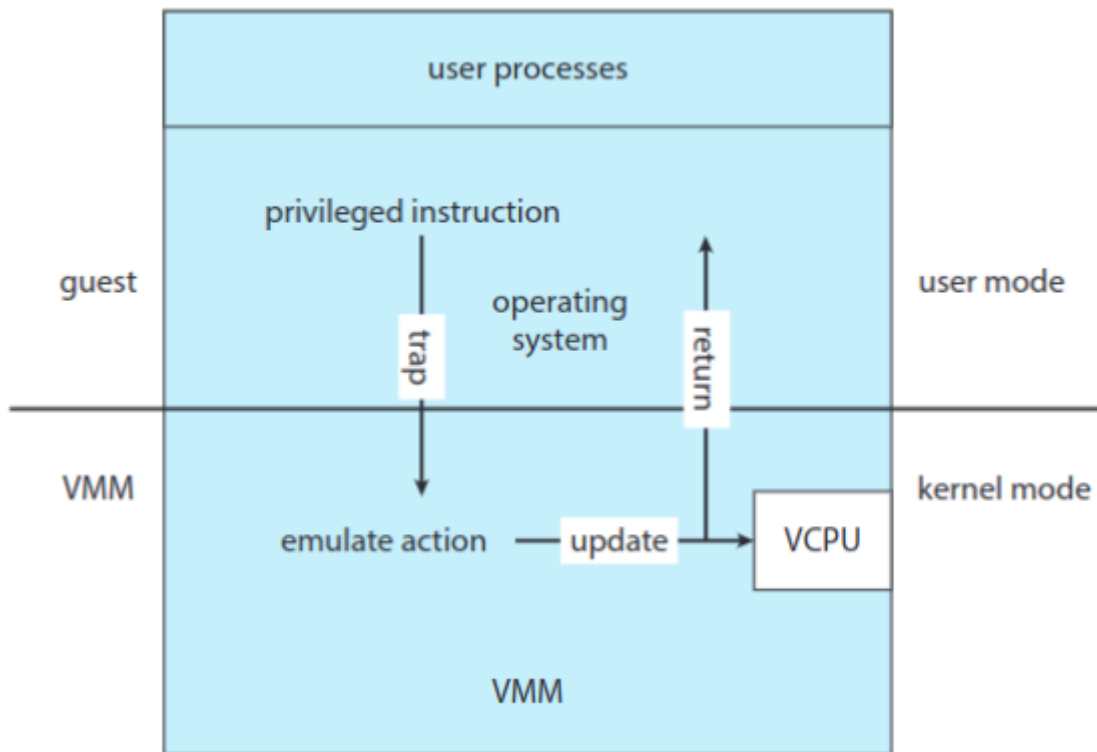 user processes
privileged instruction
guest
operating
system
user mode
trap
return
VMM
kernel mode
emulate action
update
VCPU
VMM